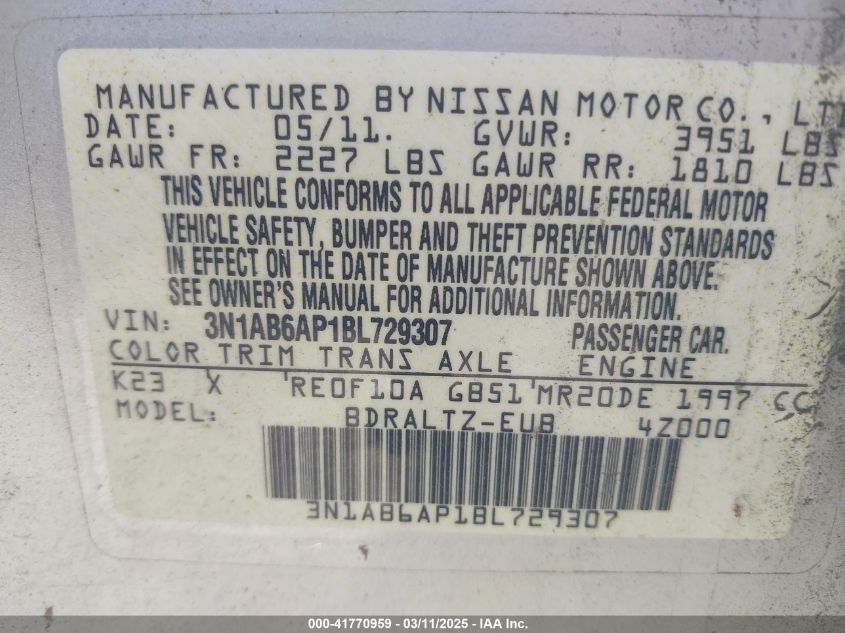 MANUFACTURED BY NISSAN MOTOR CO., LTD
DATE: 05/11. GVWR: 3951 LBS
GAWR FR: 2227 LBS GAWR RR: 1810 LBS
THIS VEHICLE CONFORMS TO ALL APPLICABLE FEDERAL MOTOR
VEHICLE SAFETY, BUMPER AND THEFT PREVENTION STANDARDS
IN EFFECT ON THE DATE OF MANUFACTURE SHOWN ABOVE.
SEE OWNER'S MANUAL FOR ADDITIONAL INFORMATION.
VIN: 3N1AB6AP1BL729307 PASSENGER CAR.
COLOR TRIM TRANS AXLE ENGINE
K23 X RE0F10A GB51 MR20DE 1997 CC
MODEL: BDRALTZ-EUB 4Z000
3N1AB6AP1BL729307
000-41770959 - 03/11/2025 - IAA Inc.